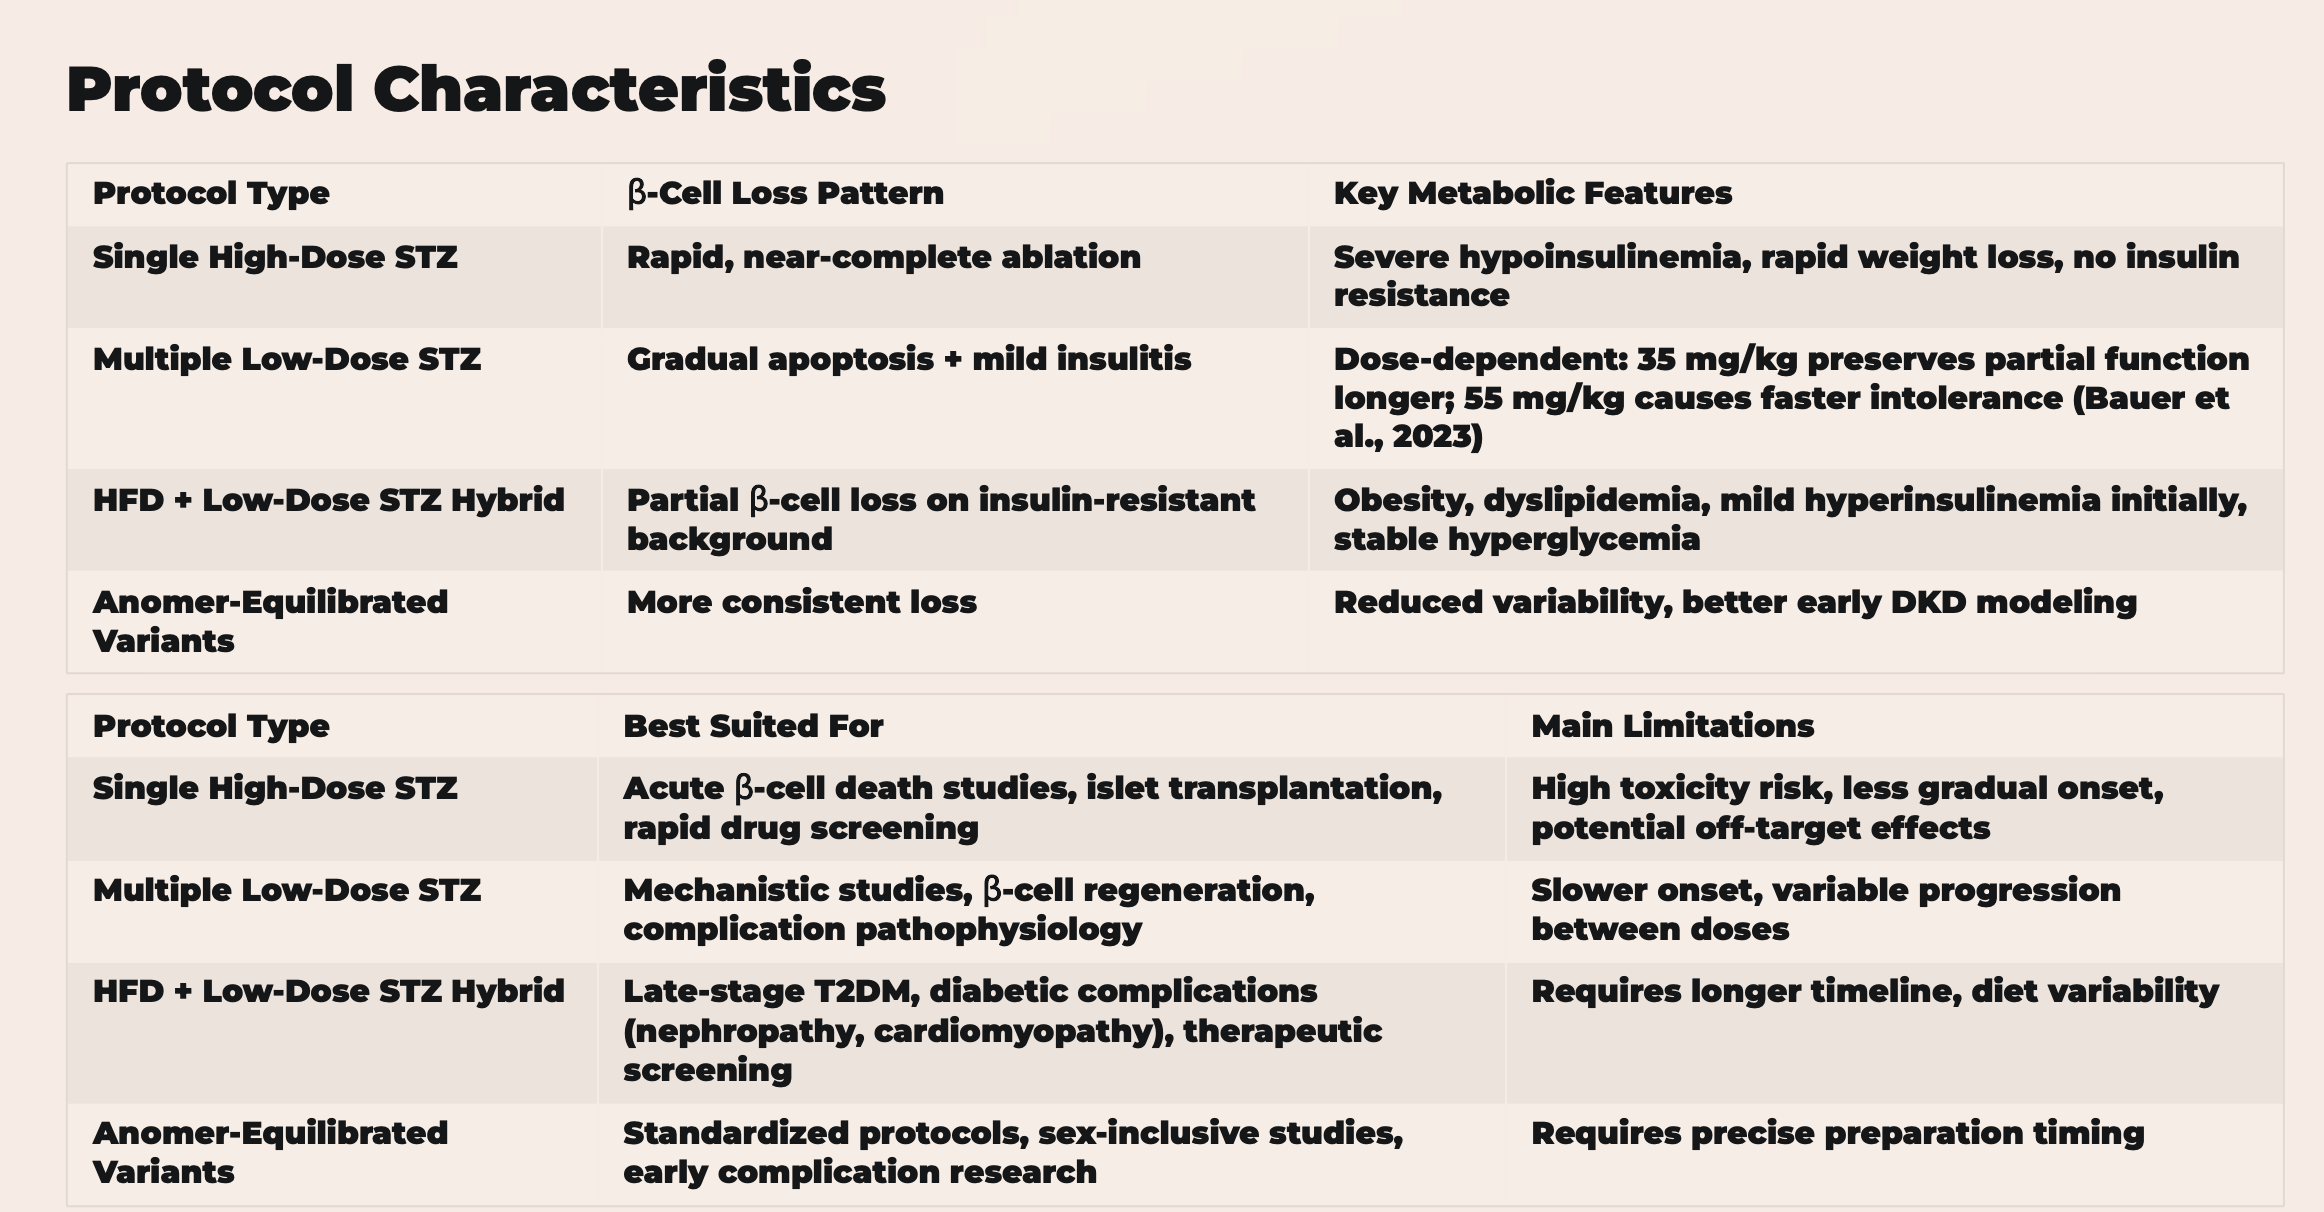 Protocol Characteristics
Protocol Type
β-Cell Loss Pattern
Key Metabolic Features
Single High-Dose STZ
Rapid, near-complete ablation
Severe hypoinsulinemia, rapid weight loss, no insulin
resistance
Multiple Low-Dose STZ
Gradual apoptosis + mild insulitis
Dose-dependent: 35 mg/kg preserves partial function
longer; 55 mg/kg causes faster intolerance (Bauer et
al., 2023)
HFD + Low-Dose STZ Hybrid
Partial β-cell loss on insulin-resistant
background
Obesity, dyslipidemia, mild hyperinsulinemia initially,
stable hyperglycemia
Anomer-Equilibrated
Variants
More consistent loss
Reduced variability, better early DKD modeling
Protocol Type
Best Suited For
Main Limitations
Single High-Dose STZ
Acute β-cell death studies, islet transplantation,
rapid drug screening
High toxicity risk, less gradual onset,
potential off-target effects
Multiple Low-Dose STZ
Mechanistic studies, β-cell regeneration,
complication pathophysiology
Slower onset, variable progression
between doses
HFD + Low-Dose STZ Hybrid
Late-stage T2DM, diabetic complications
(nephropathy, cardiomyopathy), therapeutic
screening
Requires longer timeline, diet variability
Anomer-Equilibrated
Variants
Standardized protocols, sex-inclusive studies,
early complication research
Requires precise preparation timing